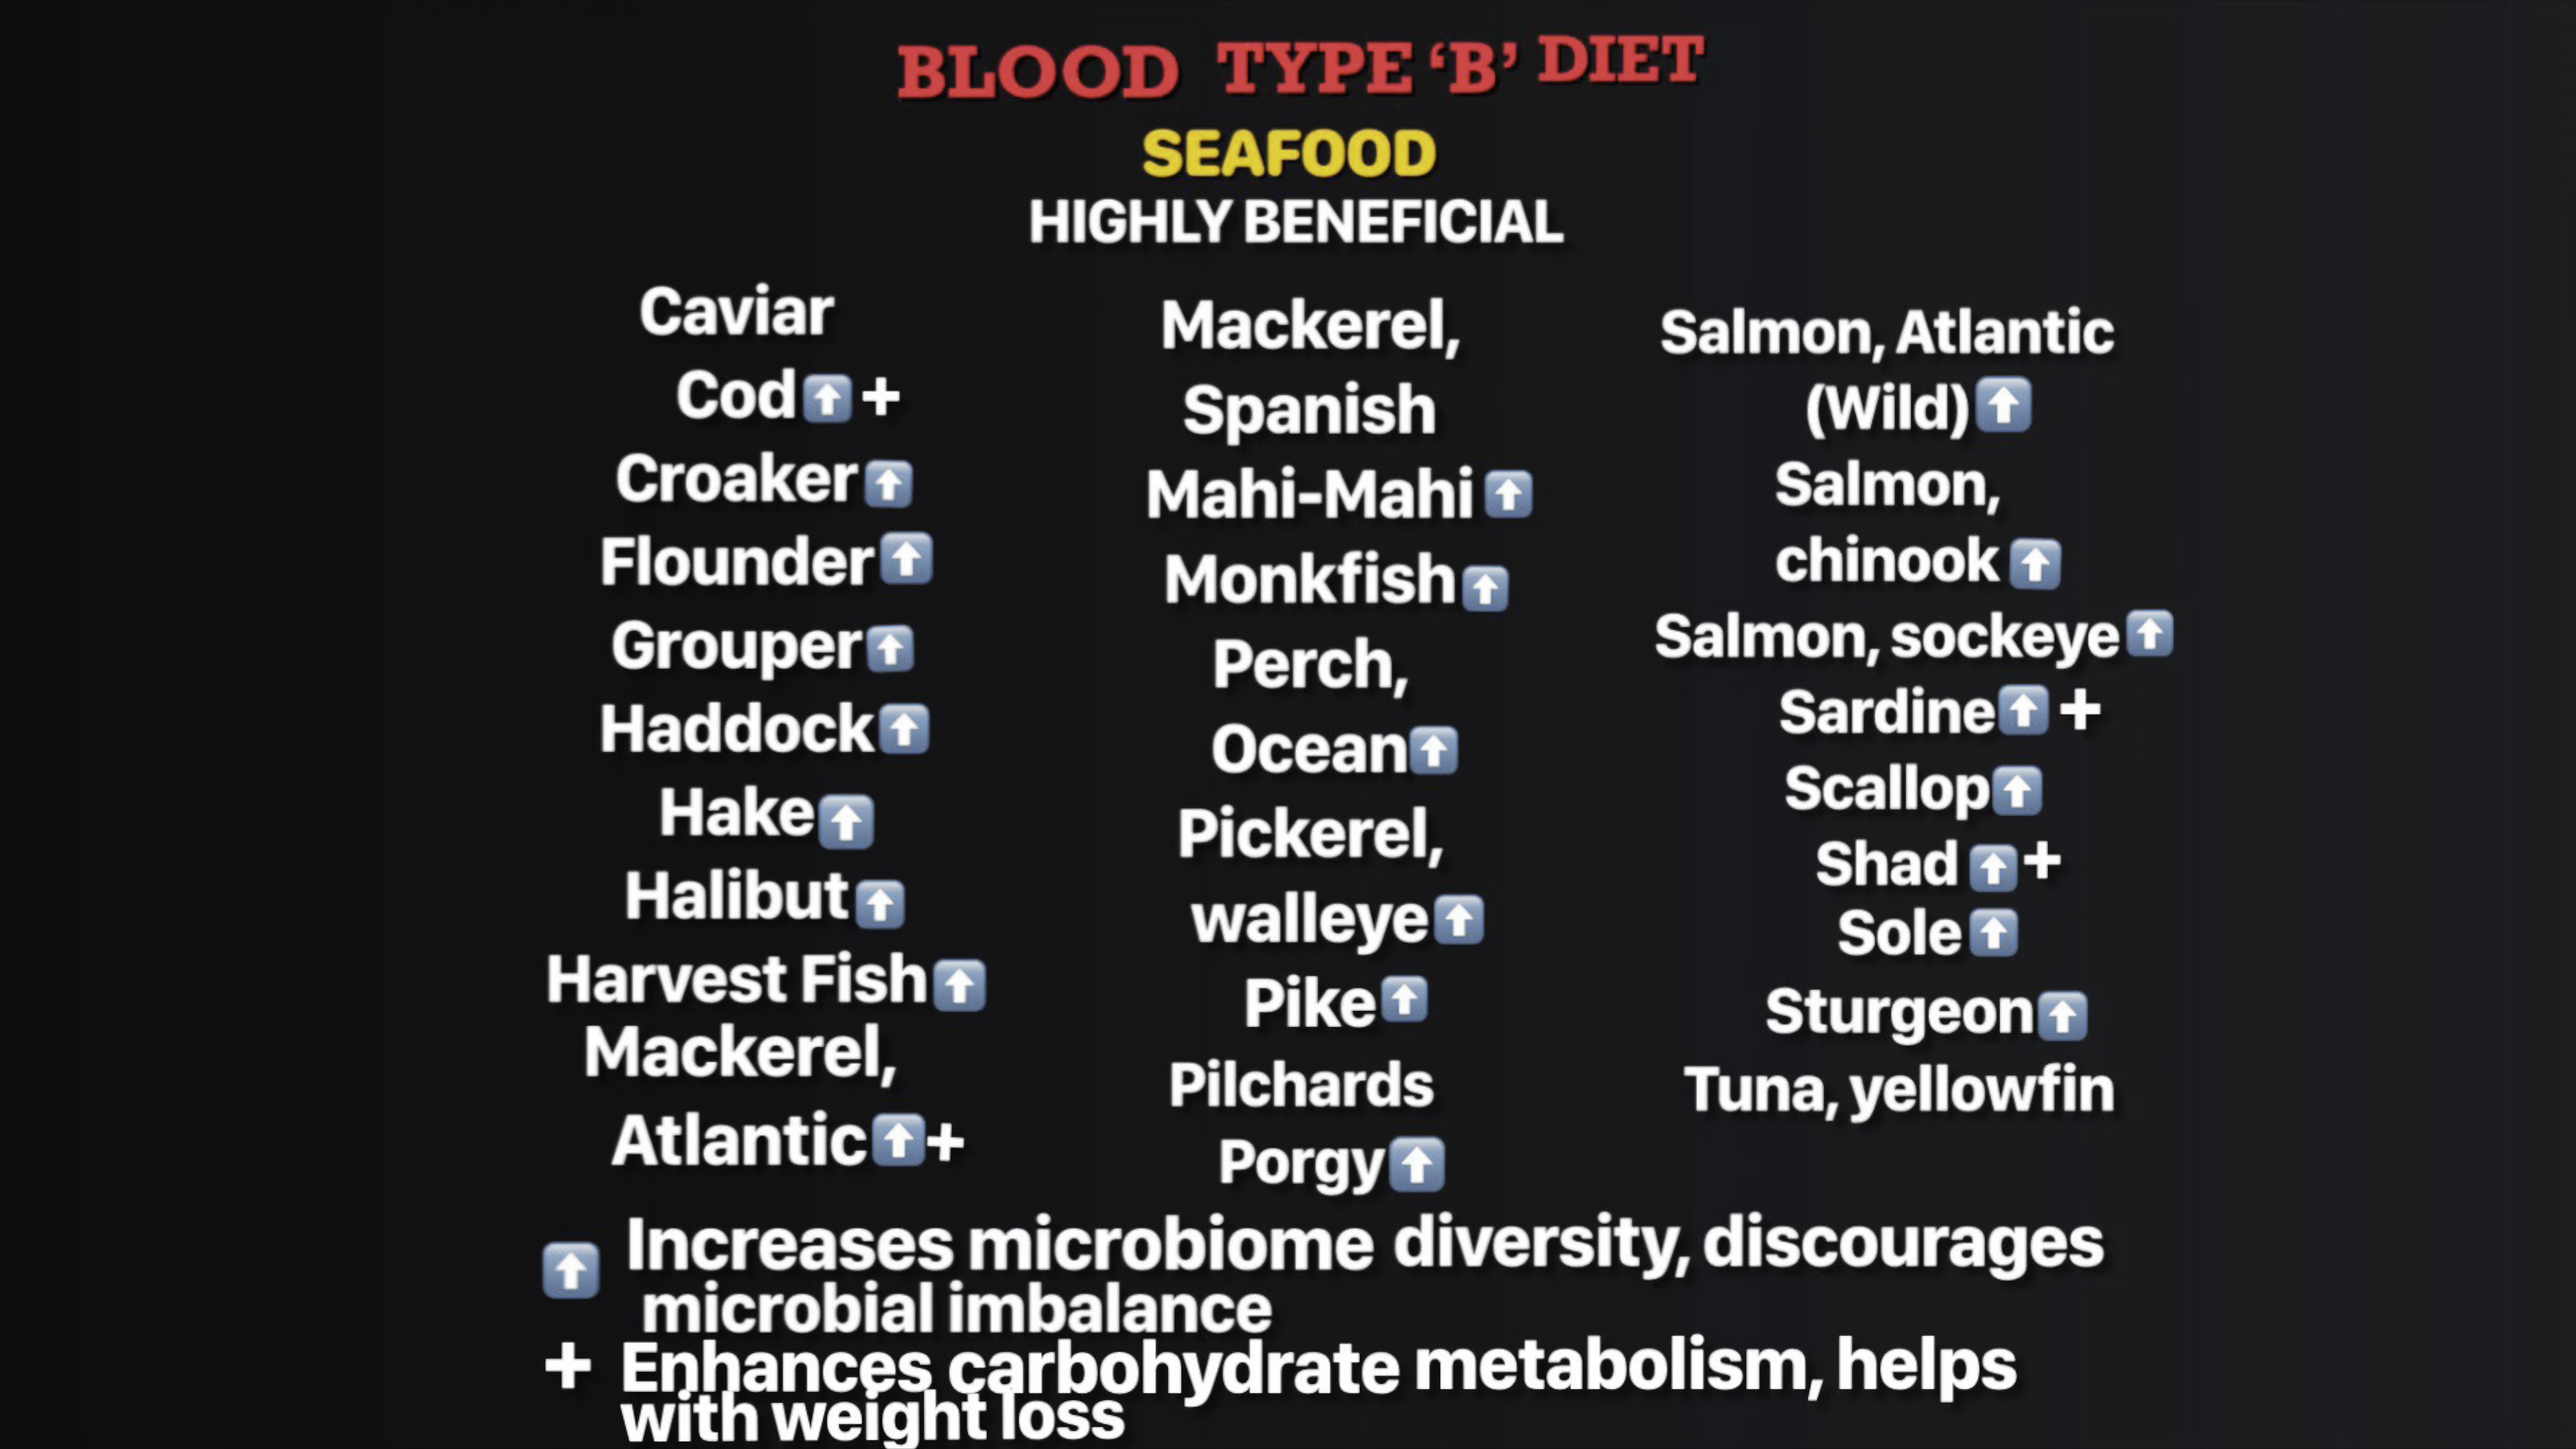 BLOOD TYPE ‘B’ DIET
SEAFOOD
HIGHLY BENEFICIAL
Caviar
Cod⬆️ +
Croaker⬆️
Flounder⬆️
Grouper⬆️
Haddock⬆️
Hake⬆️
Halibut⬆️
Harvest Fish⬆️
Mackerel,
Atlantic⬆️+
Mackerel,
Spanish
Mahi-Mahi⬆️
Monkfish⬆️
Perch,
Ocean⬆️
Pickerel,
walleye⬆️
Pike⬆️
Pilchards
Porgy⬆️
Salmon, Atlantic
(Wild)⬆️
Salmon,
chinook⬆️
Salmon, sockeye⬆️
Sardine⬆️ +
Scallop⬆️
Shad ⬆️+
Sole⬆️
Sturgeon⬆️
Tuna, yellowfin
⬆️ Increases microbiome diversity, discourages
microbial imbalance
+ Enhances carbohydrate metabolism, helps
with weight loss